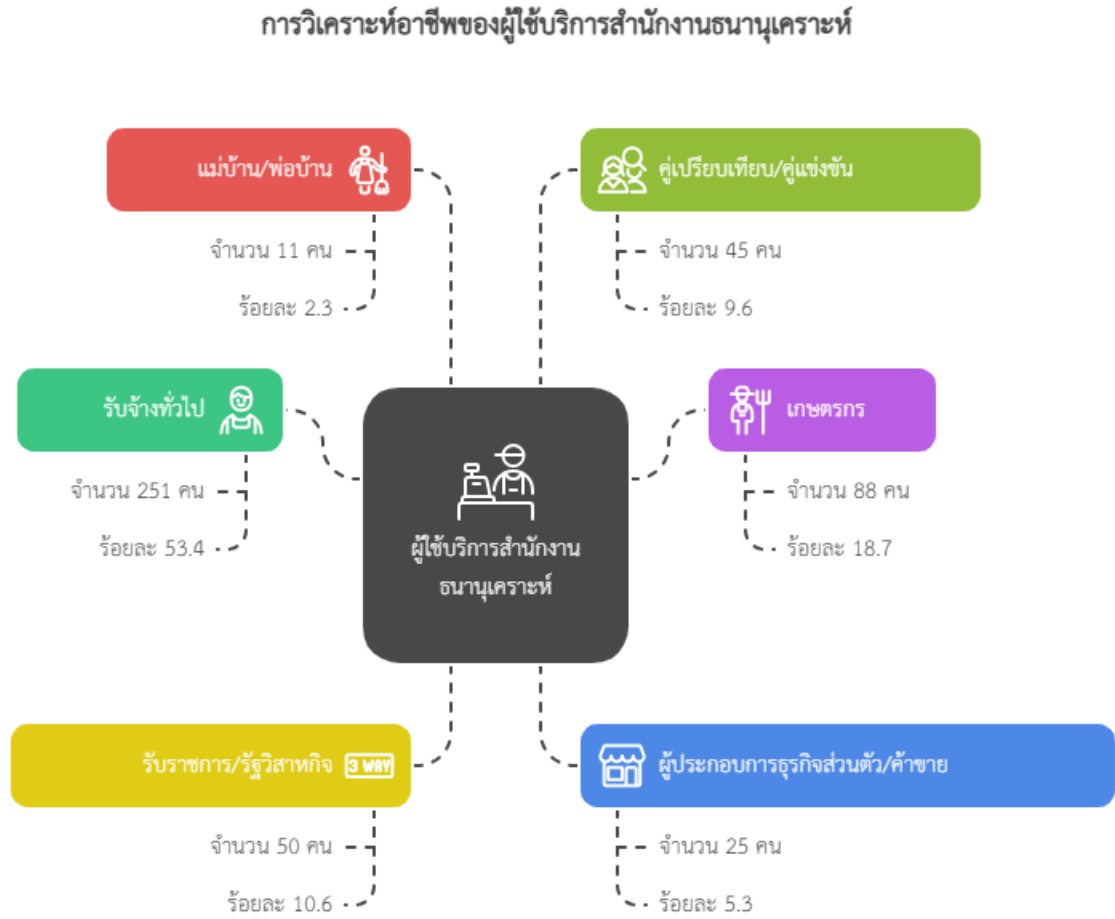 การวิเคราะห์อาชีพของผู้ใช้บริการสำนักงานธนานุเคราะห์
แม่บ้าน/พ่อบ้าน
จำนวน 11 คน
ร้อยละ 2.3
คู่เปรียบเทียบ/คู่แข่งขัน
จำนวน 45 คน
ร้อยละ 9.6
รับจ้างทั่วไป
จำนวน 251 คน
ร้อยละ 53.4
เกษตรกร
จำนวน 88 คน
ร้อยละ 18.7
ผู้ใช้บริการสำนักงาน
ธนานุเคราะห์
รับราชการ/รัฐวิสาหกิจ
3 WAY
จำนวน 50 คน
ร้อยละ 10.6
ผู้ประกอบการธุรกิจส่วนตัว/ค้าขาย
จำนวน 25 คน
ร้อยละ 5.3